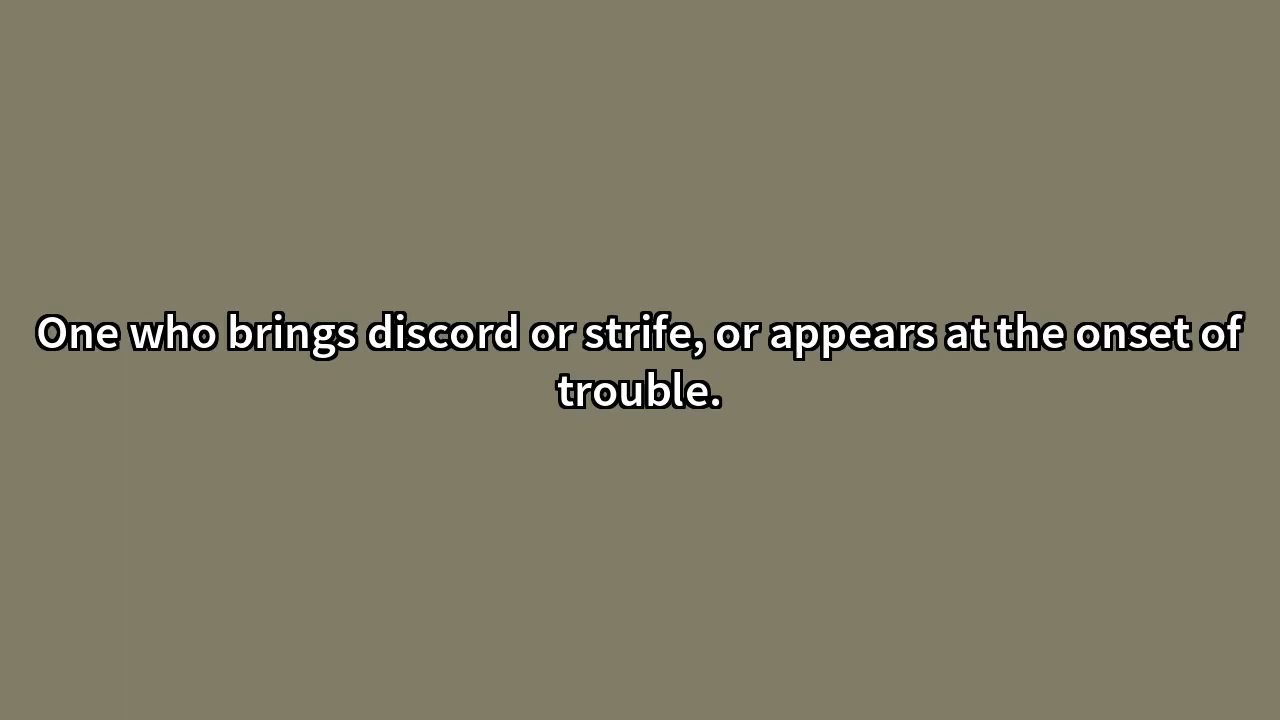 One who brings discord or strife, or appears at the onset of
trouble.